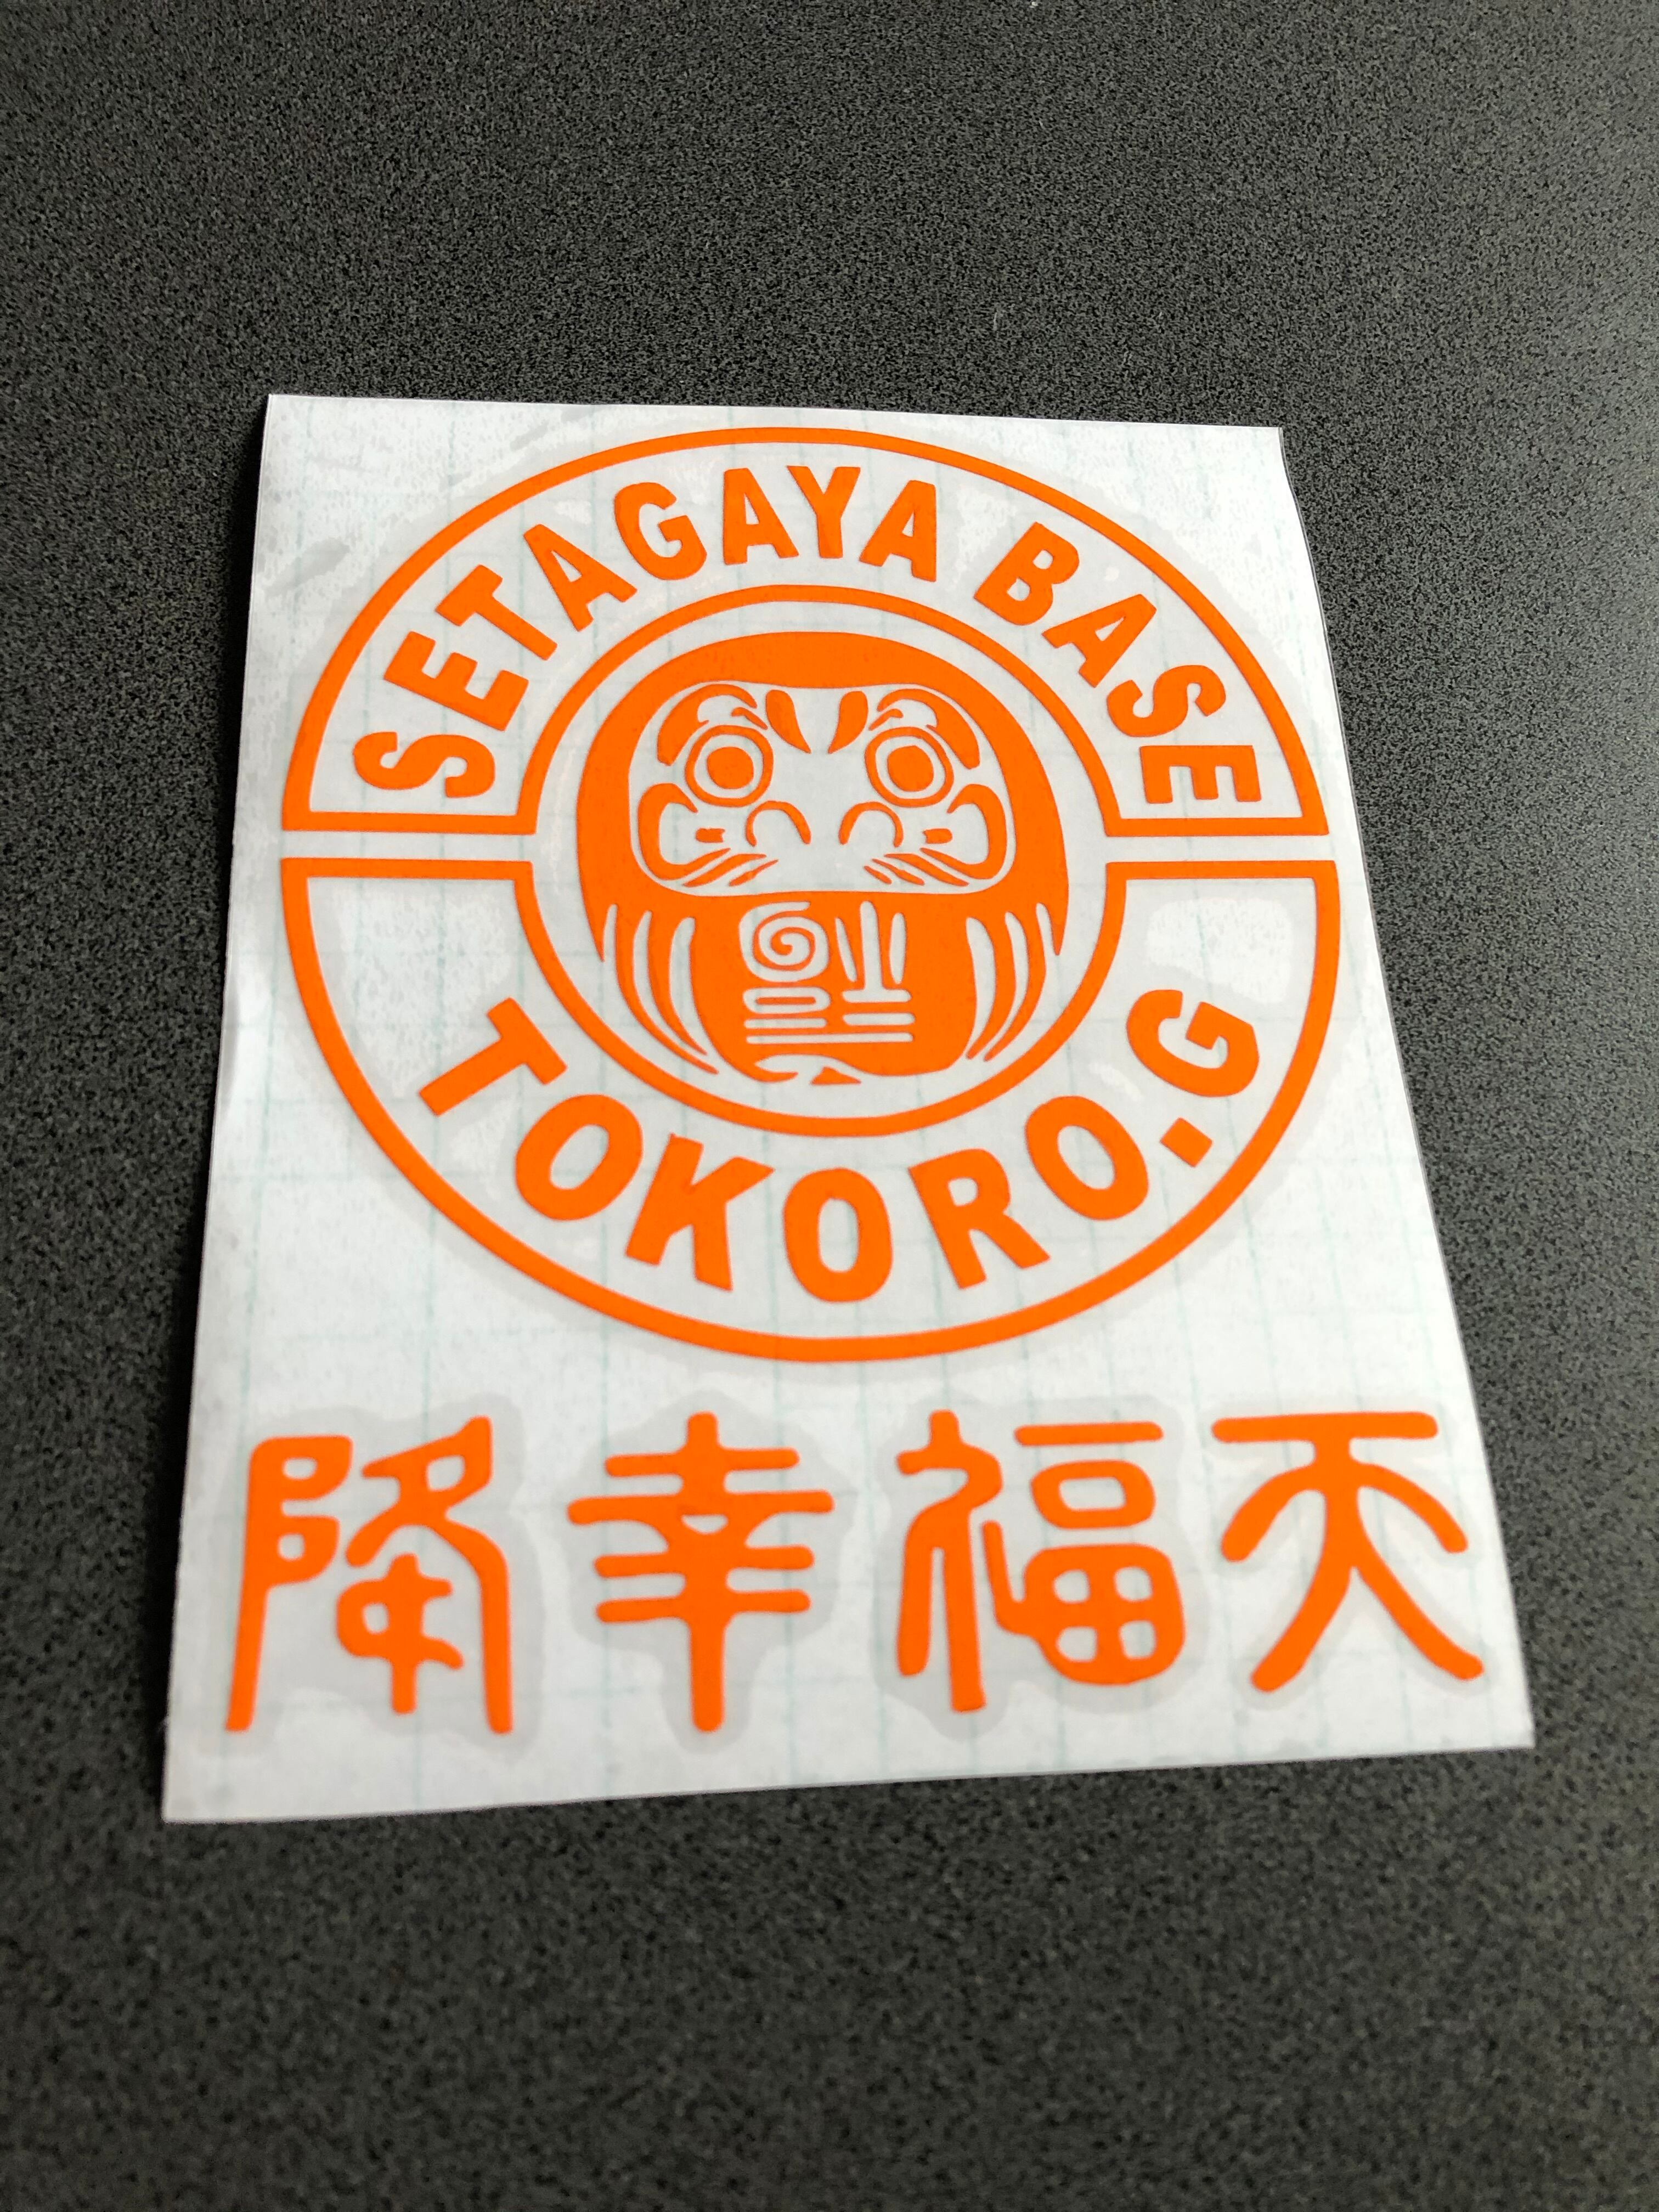 SETAGAYA BASE
TOKORO.G
降幸福天